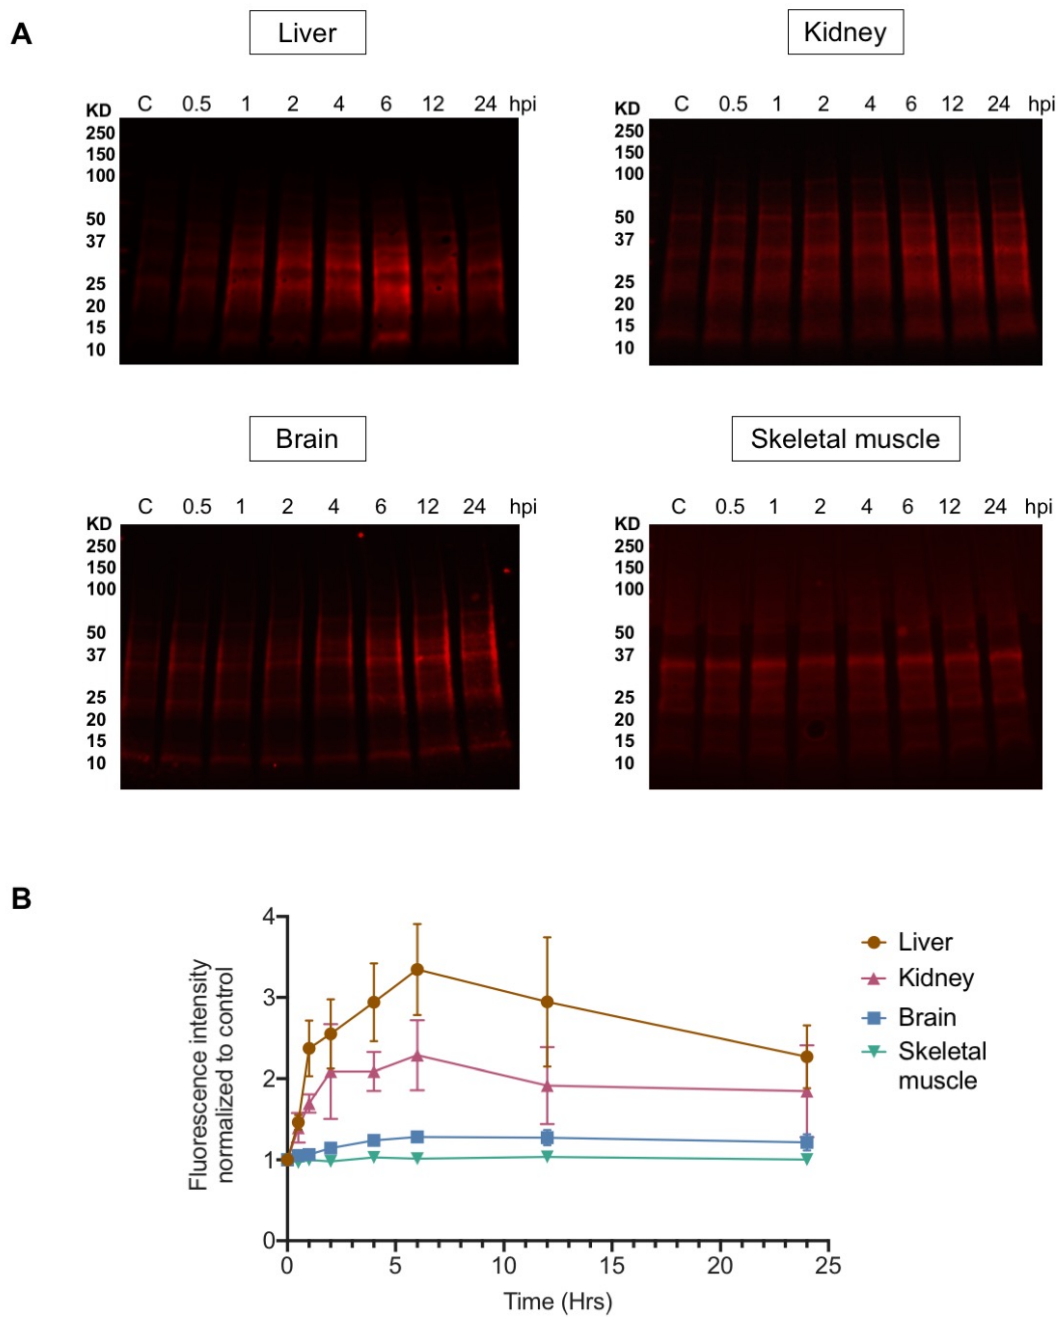 A
Liver
Kidney
KD C 0.5 1 2 4 6 12 24 hpi
250
150
100
50
37
25
20
15
10
KD C 0.5 1 2 4 6 12 24 hpi
250
150
100
50
37
25
20
15
10
Brain
Skeletal muscle
KD C 0.5 1 2 4 6 12 24 hpi
250
150
100
50
37
25
20
15
10
KD C 0.5 1 2 4 6 12 24 hpi
250
150
100
50
37
25
20
15
10
B
Fluorescence intensity
normalized to control
4
3
2
1
0
0 5 10 15 20 25
Time (Hrs)
Liver
Kidney
Brain
Skeletal
muscle